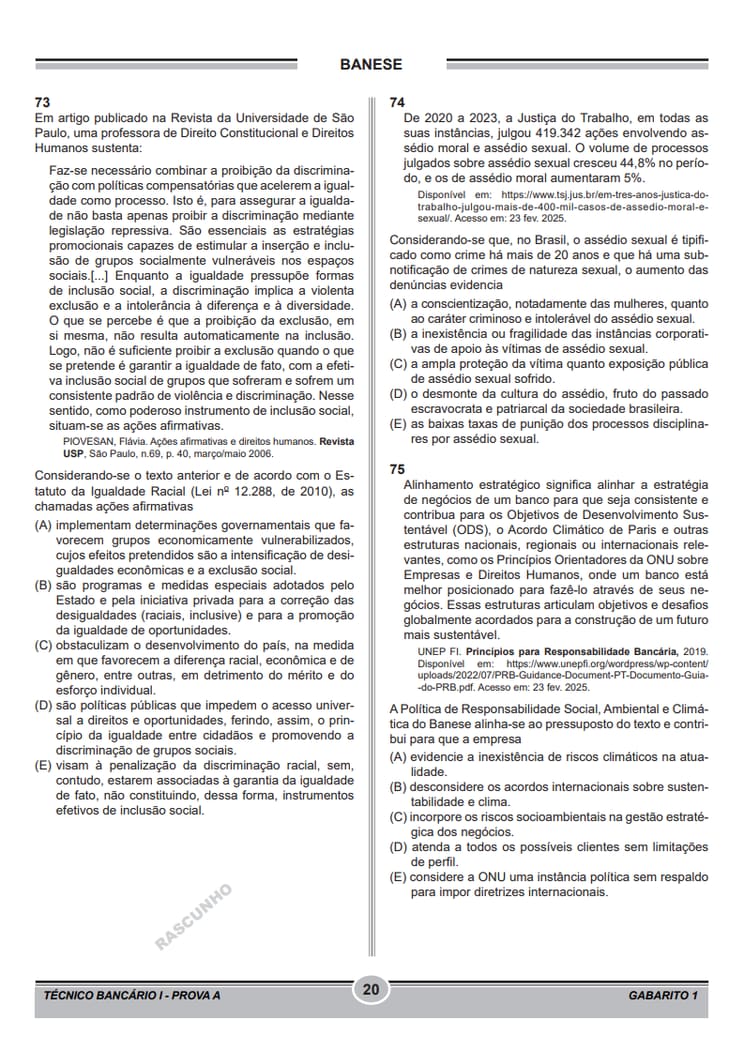 BANESE
73
Em artigo publicado na Revista da Universidade de São
Paulo, uma professora de Direito Constitucional e Direitos
Humanos sustenta:
Faz-se necessário combinar a proibição da discrimina-
ção com políticas compensatórias que acelerem a igual-
dade como processo. Isto é, para assegurar a igualda-
de não basta apenas proibir a discriminação mediante
legislação repressiva. São essenciais as estratégias
promocionais capazes de estimular a inserção e inclu-
são de grupos socialmente vulneráveis nos espaços
sociais.[...] Enquanto a igualdade pressupõe formas
de inclusão social, a discriminação implica a violenta
exclusão e a intolerância à diferença e à diversidade.
O que se percebe é que a proibição da exclusão, em
si mesma, não resulta automaticamente na inclusão.
Logo, não é suficiente proibir a exclusão quando o que
se pretende é garantir a igualdade de fato, com a efeti-
va inclusão social de grupos que sofreram e sofrem um
consistente padrão de violência e discriminação. Nesse
sentido, como poderoso instrumento de inclusão social,
situam-se as ações afirmativas.
PIOVESAN, Flávia. Ações afirmativas e direitos humanos. Revista
USP, São Paulo, n.69, p. 40, março/maio 2006.
Considerando-se o texto anterior e de acordo com o Es-
tatuto da Igualdade Racial (Lei nº 12.288, de 2010), as
chamadas ações afirmativas
(A) implementam determinações governamentais que fa-
vorecem grupos economicamente vulnerabilizados,
cujos efeitos pretendidos são a intensificação de desi-
gualdades econômicas e a exclusão social.
(B) são programas e medidas especiais adotados pelo
Estado e pela iniciativa privada para a correção das
desigualdades (raciais, inclusive) e para a promoção
da igualdade de oportunidades.
(C) obstaculizam o desenvolvimento do país, na medida
em que favorecem a diferença racial, econômica e de
gênero, entre outras, em detrimento do mérito e do
esforço individual.
(D) são políticas públicas que impedem o acesso univer-
sal a direitos e oportunidades, ferindo, assim, o prin-
cípio da igualdade entre cidadãos e promovendo a
discriminação de grupos sociais.
(E) visam à penalização da discriminação racial, sem,
contudo, estarem associadas à garantia da igualdade
de fato, não constituindo, dessa forma, instrumentos
efetivos de inclusão social.
RASCUNHO
74
De 2020 a 2023, a Justiça do Trabalho, em todas as
suas instâncias, julgou 419.342 ações envolvendo as-
sédio moral e assédio sexual. O volume de processos
julgados sobre assédio sexual cresceu 44,8% no perío-
do, e os de assédio moral aumentaram 5%.
Disponível em: https://www.tsj.jus.br/em-tres-anos-justica-do-
trabalho-julgou-mais-de-400-mil-casos-de-assedio-moral-e-
sexual/. Acesso em: 23 fev. 2025.
Considerando-se que, no Brasil, o assédio sexual é tipifi-
cado como crime há mais de 20 anos e que há uma sub-
notificação de crimes de natureza sexual, o aumento das
denúncias evidencia
(A) a conscientização, notadamente das mulheres, quanto
ao caráter criminoso e intolerável do assédio sexual.
(B) a inexistência ou fragilidade das instâncias corporati-
vas de apoio às vítimas de assédio sexual.
(C) a ampla proteção da vítima quanto exposição pública
de assédio sexual sofrido.
(D) o desmonte da cultura do assédio, fruto do passado
escravocrata e patriarcal da sociedade brasileira.
(E) as baixas taxas de punição dos processos disciplina-
res por assédio sexual.
75
Alinhamento estratégico significa alinhar a estratégia
de negócios de um banco para que seja consistente e
contribua para os Objetivos de Desenvolvimento Sus-
tentável (ODS), o Acordo Climático de Paris e outras
estruturas nacionais, regionais ou internacionais rele-
vantes, como os Princípios Orientadores da ONU sobre
Empresas e Direitos Humanos, onde um banco está
melhor posicionado para fazê-lo através de seus ne-
gócios. Essas estruturas articulam objetivos e desafios
globalmente acordados para a construção de um futuro
mais sustentável.
UNEP FI. Princípios para Responsabilidade Bancária, 2019.
Disponível em: https://www.unepfi.org/wordpress/wp-content/
uploads/2022/07/PRB-Guidance-Document-PT-Documento-Guia-
-do-PRB.pdf. Acesso em: 23 fev. 2025.
A Política de Responsabilidade Social, Ambiental e Climá-
tica do Banese alinha-se ao pressuposto do texto e contri-
bui para que a empresa
(A) evidencie a inexistência de riscos climáticos na atua-
lidade.
(B) desconsidere os acordos internacionais sobre susten-
tabilidade e clima.
(C) incorpore os riscos socioambientais na gestão estraté-
gica dos negócios.
(D) atenda a todos os possíveis clientes sem limitações
de perfil.
(E) considere a ONU uma instância política sem respaldo
para impor diretrizes internacionais.
TÉCNICO BANCÁRIO I - PROVA A
20
GABARITO 1